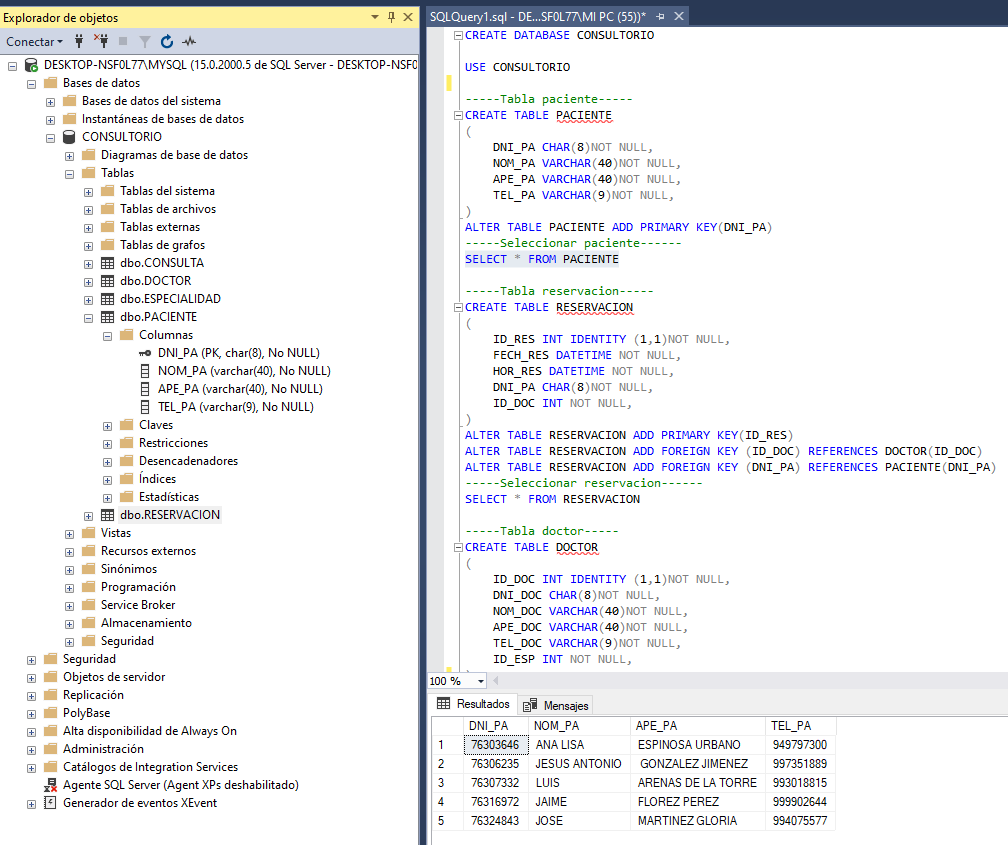 Explorador de objetos
Conectar
DESKTOP-NSF0L77\MYSQL (15.0.2000.5 de SQL Server - DESKTOP-NSF0
Bases de datos
Bases de datos del sistema
Instantáneas de bases de datos
CONSULTORIO
Diagramas de base de datos
Tablas
Tablas del sistema
Tablas de archivos
Tablas externas
Tablas de grafos
dbo.CONSULTA
dbo.DOCTOR
dbo.ESPECIALIDAD
dbo.PACIENTE
Columnas
DNI_PA (PK, char(8), No NULL)
NOM_PA (varchar(40), No NULL)
APE_PA (varchar(40), No NULL)
TEL_PA (varchar(9), No NULL)
Claves
Restricciones
Desencadenadores
Índices
Estadísticas
dbo.RESERVACION
Vistas
Recursos externos
Sinónimos
Programación
Service Broker
Almacenamiento
Seguridad
Seguridad
Objetos de servidor
Replicación
PolyBase
Alta disponibilidad de Always On
Administración
Catálogos de Integration Services
Agente SQL Server (Agent XPs deshabilitado)
Generador de eventos XEvent
SQLQuery1.sql - DE...SF0L77\MI PC (55))*
CREATE DATABASE CONSULTORIO
USE CONSULTORIO
-----Tabla paciente-----
CREATE TABLE PACIENTE
(
DNI_PA CHAR(8)NOT NULL,
NOM_PA VARCHAR(40)NOT NULL,
APE_PA VARCHAR(40)NOT NULL,
TEL_PA VARCHAR(9)NOT NULL,
)
ALTER TABLE PACIENTE ADD PRIMARY KEY(DNI_PA)
-----Seleccionar paciente------
SELECT * FROM PACIENTE
-----Tabla reservacion-----
CREATE TABLE RESERVACION
(
ID_RES INT IDENTITY (1,1)NOT NULL,
FECH_RES DATETIME NOT NULL,
HOR_RES DATETIME NOT NULL,
DNI_PA CHAR(8)NOT NULL,
ID_DOC INT NOT NULL,
)
ALTER TABLE RESERVACION ADD PRIMARY KEY(ID_RES)
ALTER TABLE RESERVACION ADD FOREIGN KEY (ID_DOC) REFERENCES DOCTOR(ID_DOC)
ALTER TABLE RESERVACION ADD FOREIGN KEY (DNI_PA) REFERENCES PACIENTE(DNI_PA)
-----Seleccionar reservacion------
SELECT * FROM RESERVACION
-----Tabla doctor-----
CREATE TABLE DOCTOR
(
ID_DOC INT IDENTITY (1,1)NOT NULL,
DNI_DOC CHAR(8)NOT NULL,
NOM_DOC VARCHAR(40)NOT NULL,
APE_DOC VARCHAR(40)NOT NULL,
TEL_DOC VARCHAR(9)NOT NULL,
ID_ESP INT NOT NULL,
100 %
Resultados Mensajes
DNI_PA NOM_PA APE_PA TEL_PA
1 76303646 ANA LISA ESPINOSA URBANO 949797300
2 76306235 JESUS ANTONIO GONZALEZ JIMENEZ 997351889
3 76307332 LUIS ARENAS DE LA TORRE 993018815
4 76316972 JAIME FLOREZ PEREZ 999902644
5 76324843 JOSE MARTINEZ GLORIA 994075577